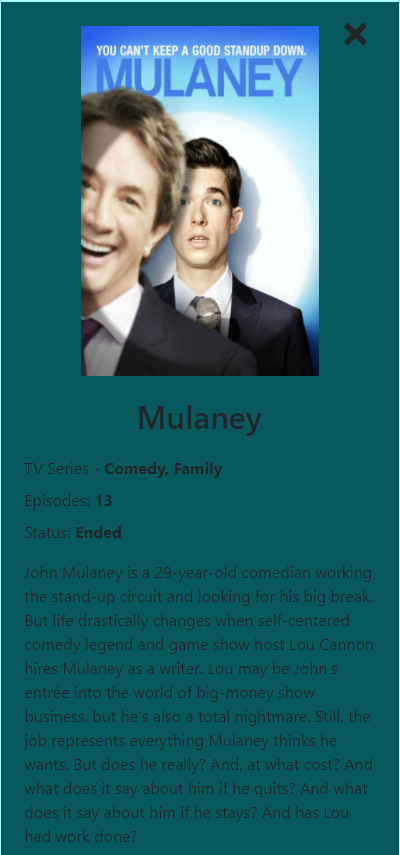 YOU CAN'T KEEP A GOOD STANDUP DOWN.
MULANEY
Mulaney
TV Series - Comedy, Family
Episodes: 13
Status: Ended
John Mulaney is a 29-year-old comedian working
the stand-up circuit and looking for his big break.
But life drastically changes when self-centered
comedy legend and game show host Lou Cannon
hires Mulaney as a writer. Lou may be John's
entrée into the world of big-money show
business, but he's also a total nightmare. Still, the
job represents everything Mulaney thinks he
wants. But does he really? And, at what cost? And
what does it say about him if he quits? And what
does it say about him if he stays? And has Lou
had work done?